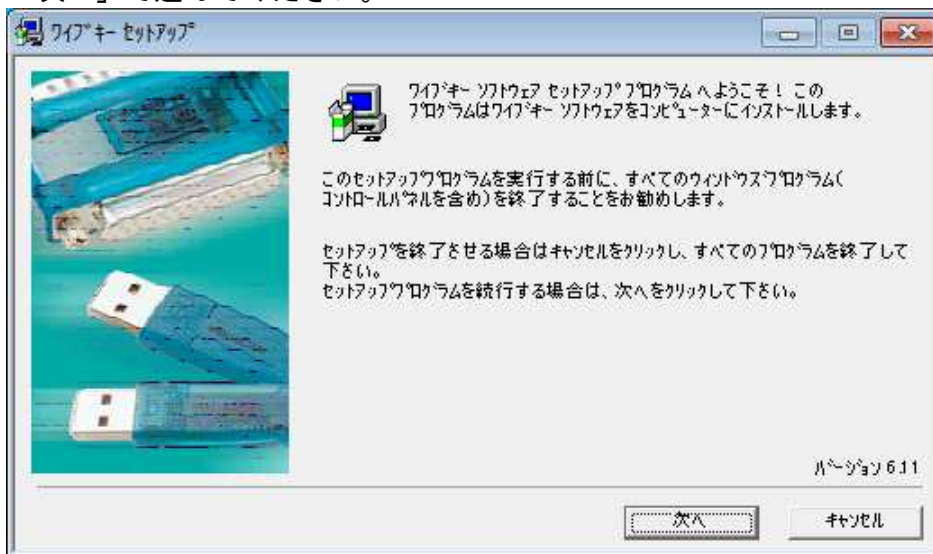 ﾜｲﾌﾞｷｰ ｾｯﾄｱｯﾌﾟ
ﾜｲﾌﾞｷｰ ｿﾌﾄｳｪｱ ｾｯﾄｱｯﾌﾟ ﾌﾟﾛｸﾞﾗﾑ へようこそ！ この
ﾌﾟﾛｸﾞﾗﾑはﾜｲﾌﾞｷｰ ｿﾌﾄｳｪｱをｺﾝﾋﾟｭｰﾀｰにｲﾝｽﾄｰﾙします。
このｾｯﾄｱｯﾌﾟﾌﾟﾛｸﾞﾗﾑを実行する前に、すべてのｳｨﾝﾄﾞｳｽﾞﾌﾟﾛｸﾞﾗﾑ(
ｺﾝﾄﾛｰﾙﾊﾟﾈﾙを含め)を終了することをお勧めします。
ｾｯﾄｱｯﾌﾟを終了させる場合はｷｬﾝｾﾙをｸﾘｯｸし、すべてのﾌﾟﾛｸﾞﾗﾑを終了して
下さい。
ｾｯﾄｱｯﾌﾟﾌﾟﾛｸﾞﾗﾑを続行する場合は、次へをｸﾘｯｸして下さい。
ﾊﾞｰｼﾞｮﾝ 6.11
次へ
ｷｬﾝｾﾙ